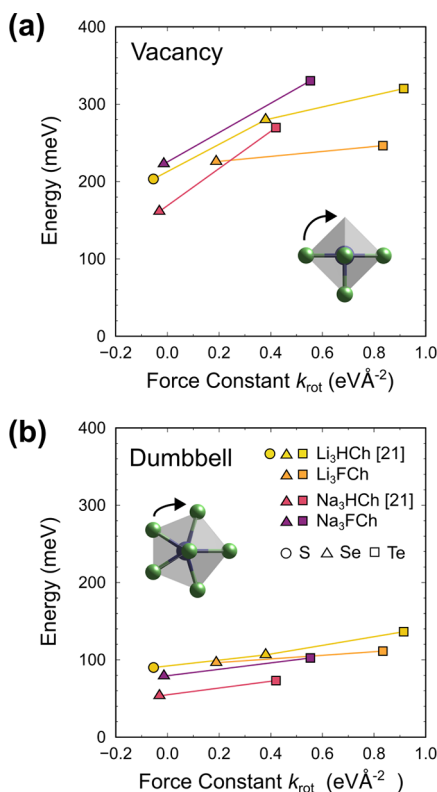 (a)
Vacancy
400
300
200
100
0
Energy (meV)
−0.2 0.0 0.2 0.4 0.6 0.8 1.0
Force Constant k_rot (eVÅ⁻²)
(b)
Dumbbell
Li₃HCh [21]
Li₃FCh
Na₃HCh [21]
Na₃FCh
S Se Te
400
300
200
100
0
Energy (meV)
−0.2 0.0 0.2 0.4 0.6 0.8 1.0
Force Constant k_rot (eVÅ⁻²)